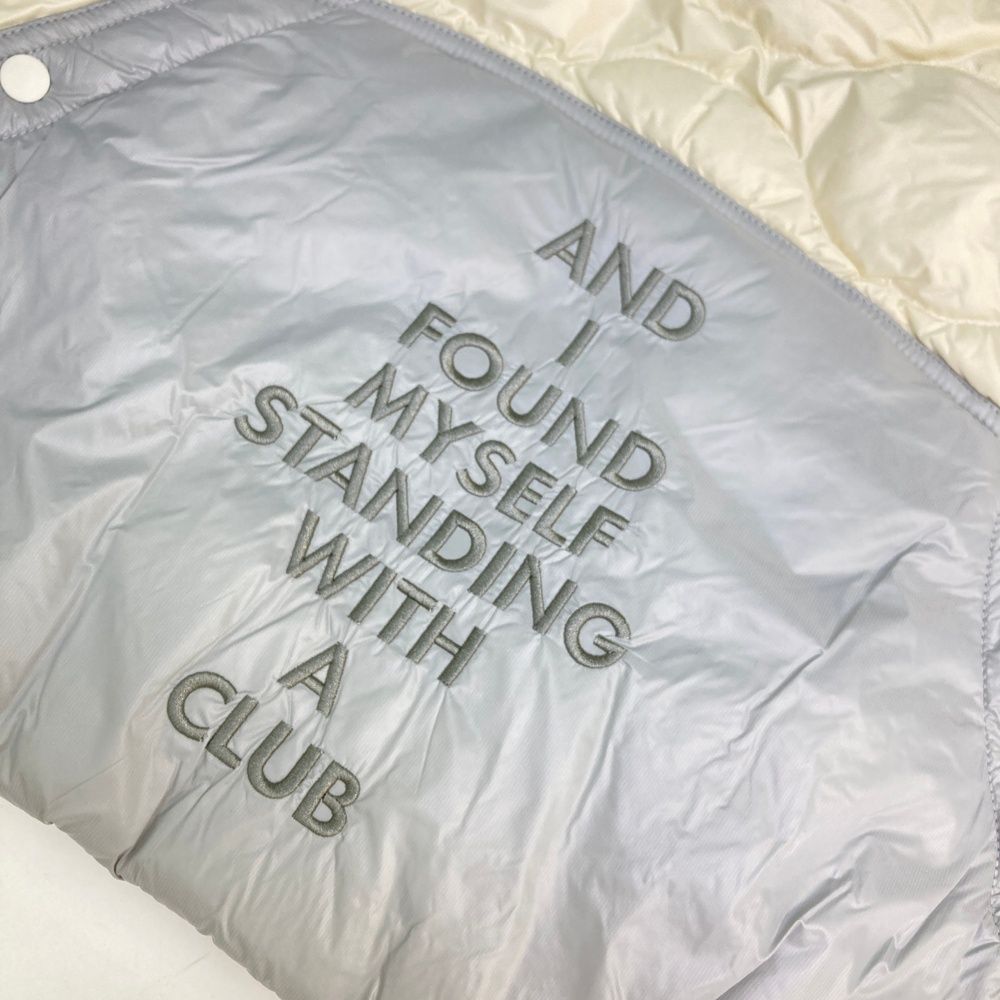 AND
I
FOUND
MYSELF
STANDING
WITH
A
CLUB